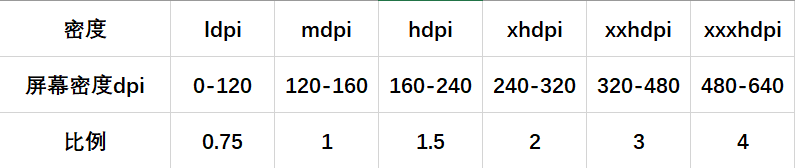 密度 ldpi mdpi hdpi xhdpi xxhdpi xxxhdpi
屏幕密度dpi 0-120 120-160 160-240 240-320 320-480 480-640
比例 0.75 1 1.5 2 3 4